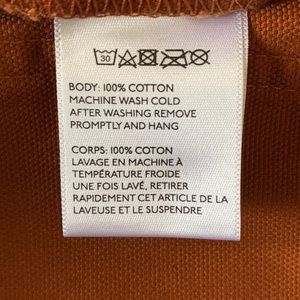 30
BODY: 100% COTTON
MACHINE WASH COLD
AFTER WASHING REMOVE
PROMPTLY AND HANG
CORPS: 100% COTON
LAVAGE EN MACHINE À
TEMPÉRATURE FROIDE
UNE FOIS LAVÉ, RETIRER
RAPIDEMENT CET ARTICLE DE LA
LAVEUSE ET LE SUSPENDRE